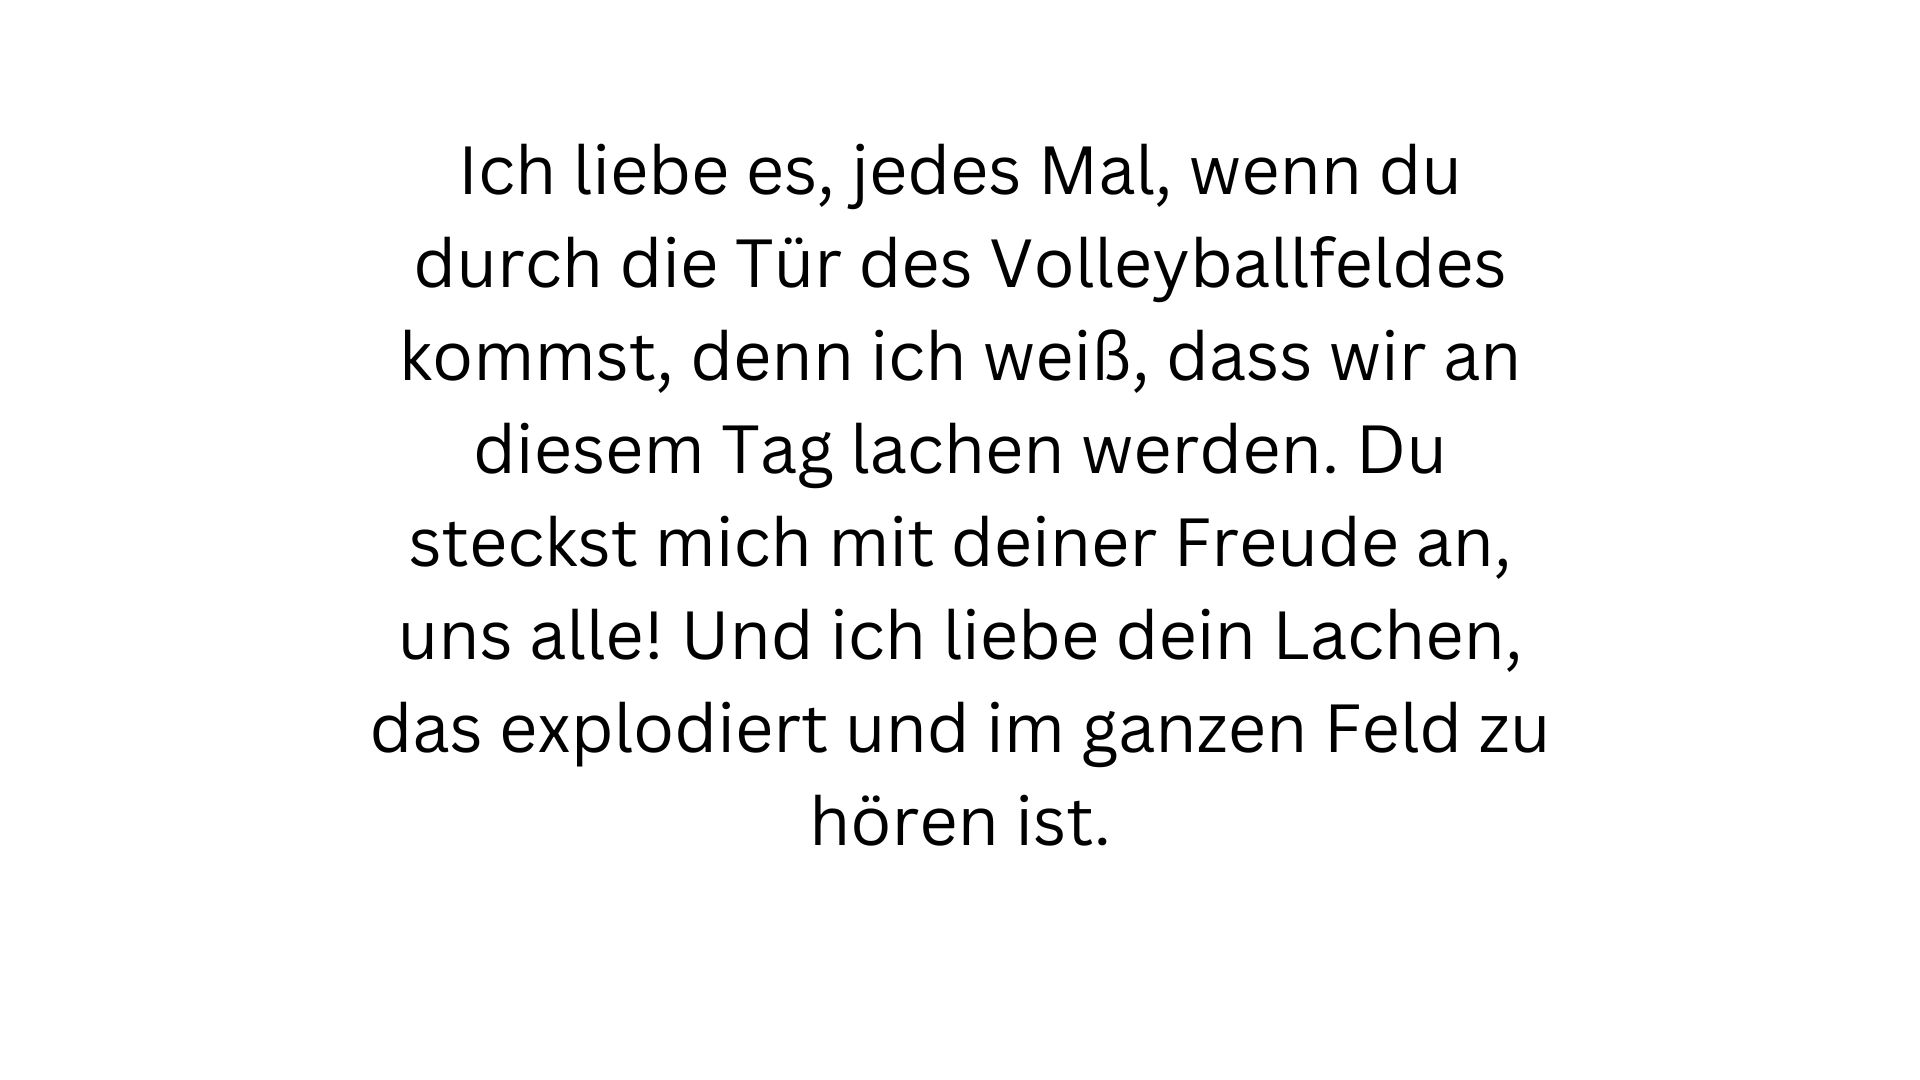 Ich liebe es, jedes Mal, wenn du
durch die Tür des Volleyballfeldes
kommst, denn ich weiß, dass wir an
diesem Tag lachen werden. Du
steckst mich mit deiner Freude an,
uns alle! Und ich liebe dein Lachen,
das explodiert und im ganzen Feld zu
hören ist.